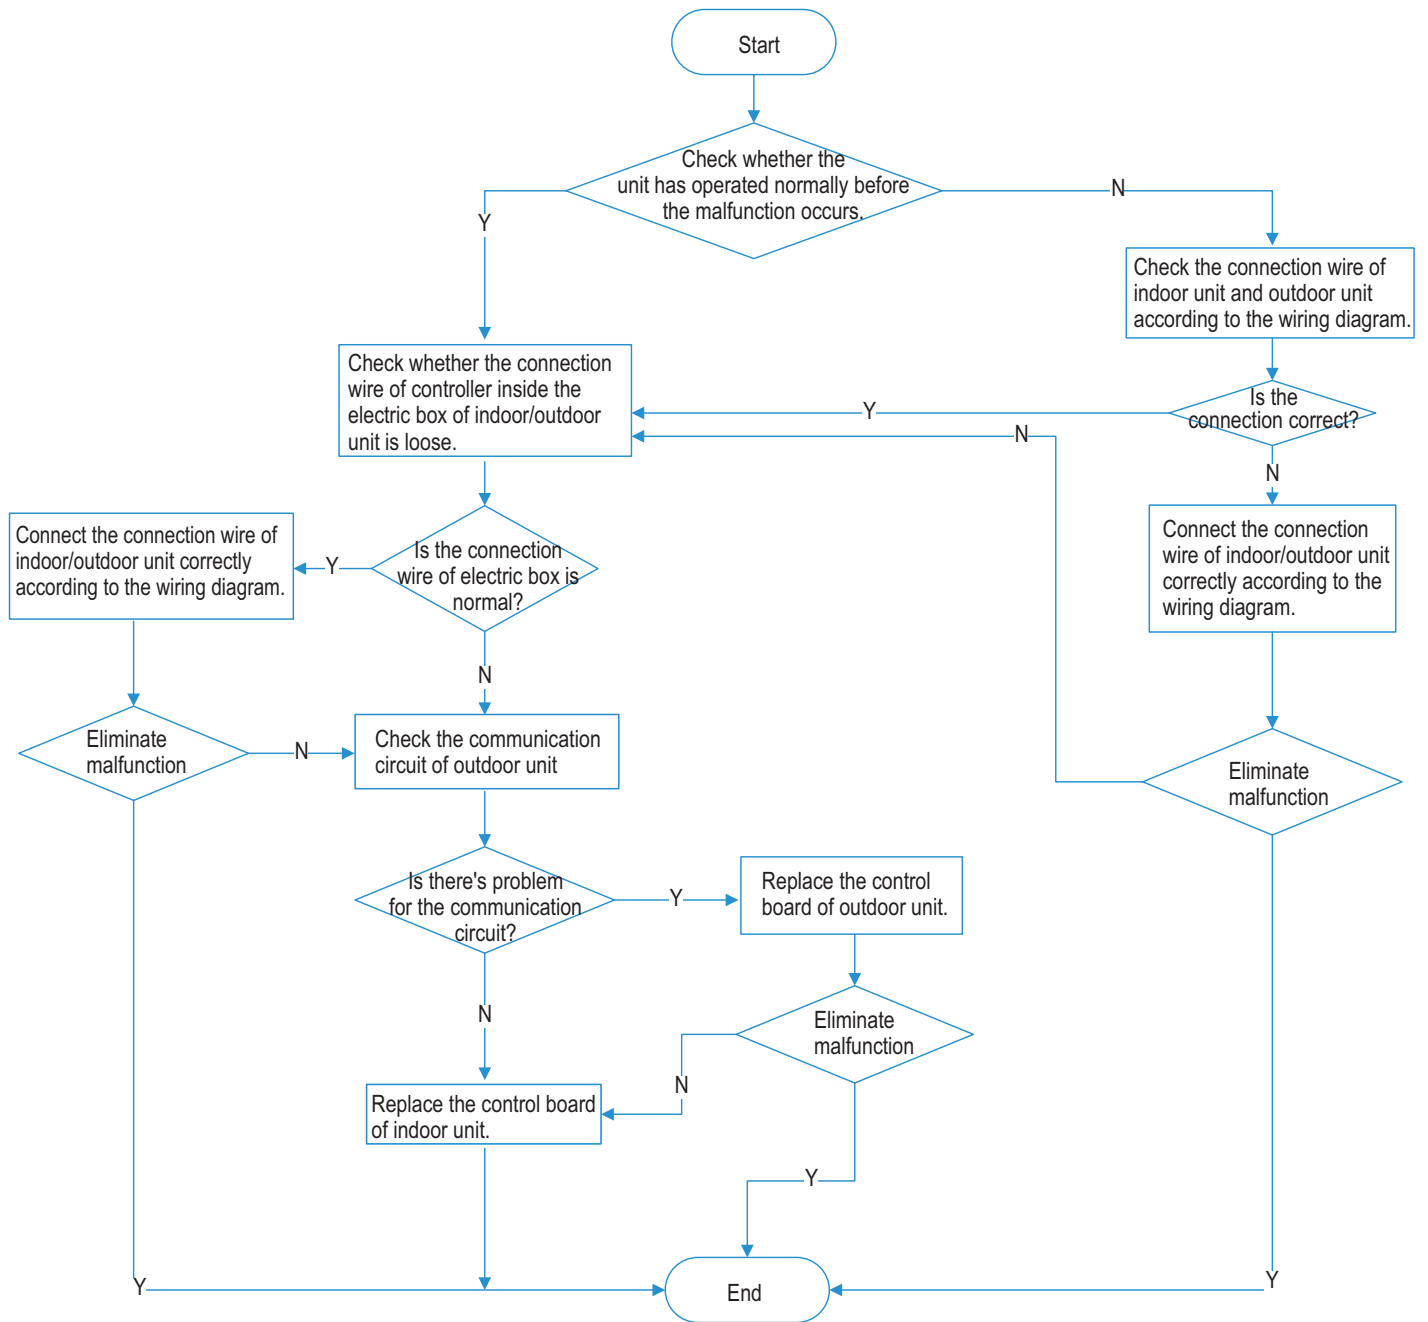 Start
Check whether the
unit has operated normally before
the malfunction occurs.
Y
N
Check the connection wire of
indoor unit and outdoor unit
according to the wiring diagram.
Check whether the connection
wire of controller inside the
electric box of indoor/outdoor
unit is loose.
Y
Is the
connection correct?
N
N
Connect the connection wire of
indoor/outdoor unit correctly
according to the wiring diagram.
Y
Is the connection
wire of electric box is
normal?
Connect the connection
wire of indoor/outdoor unit
correctly according to the
wiring diagram.
N
Eliminate
malfunction
N
Check the communication
circuit of outdoor unit
Eliminate
malfunction
Is there's problem
for the communication
circuit?
Y
Replace the control
board of outdoor unit.
N
Eliminate
malfunction
N
Replace the control board
of indoor unit.
Y
Y
End
Y